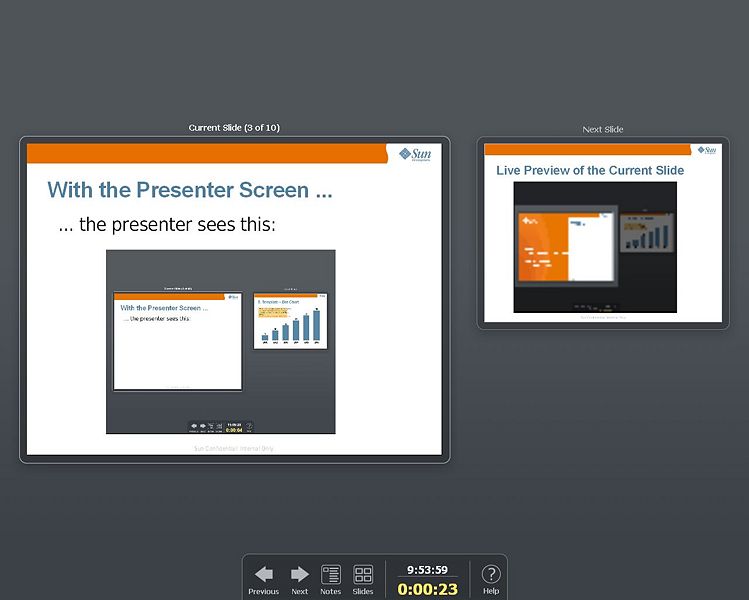 Current Slide (3 of 10)
Sun
With the Presenter Screen ...
... the presenter sees this:
With the Presenter Screen ...
... the presenter sees this:
Sun Confidential: Internal Only
Next Slide
Sun
Live Preview of the Current Slide
Previous
Next
Notes
Slides
9:53:59
0:00:23
Help